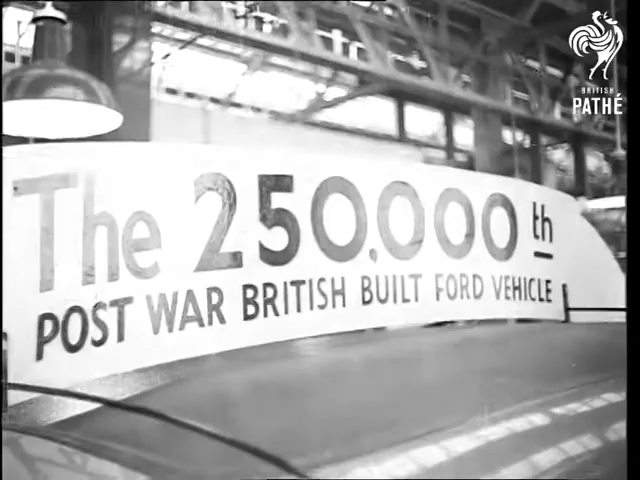 BRITISH
PATHÉ
The 250,000th
POST WAR BRITISH BUILT FORD VEHICLE